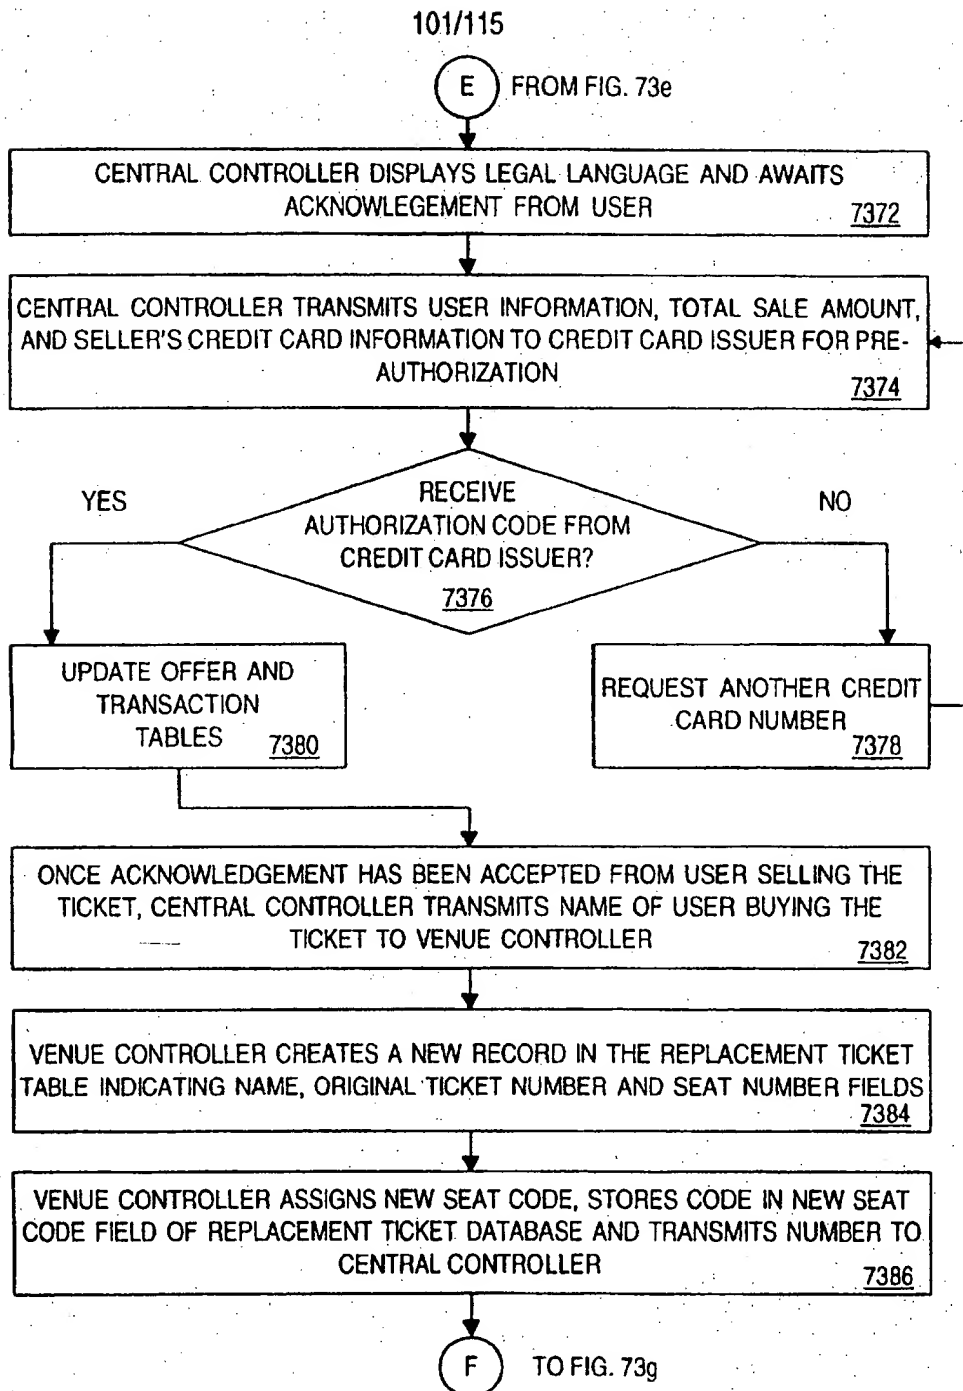 101/115
E FROM FIG. 73e
CENTRAL CONTROLLER DISPLAYS LEGAL LANGUAGE AND AWAITS
ACKNOWLEGEMENT FROM USER
7372
CENTRAL CONTROLLER TRANSMITS USER INFORMATION, TOTAL SALE AMOUNT,
AND SELLER'S CREDIT CARD INFORMATION TO CREDIT CARD ISSUER FOR PRE-
AUTHORIZATION
7374
RECEIVE
AUTHORIZATION CODE FROM
CREDIT CARD ISSUER?
7376
YES
NO
UPDATE OFFER AND
TRANSACTION
TABLES
7380
REQUEST ANOTHER CREDIT
CARD NUMBER
7378
ONCE ACKNOWLEDGEMENT HAS BEEN ACCEPTED FROM USER SELLING THE
TICKET, CENTRAL CONTROLLER TRANSMITS NAME OF USER BUYING THE
TICKET TO VENUE CONTROLLER
7382
VENUE CONTROLLER CREATES A NEW RECORD IN THE REPLACEMENT TICKET
TABLE INDICATING NAME, ORIGINAL TICKET NUMBER AND SEAT NUMBER FIELDS
7384
VENUE CONTROLLER ASSIGNS NEW SEAT CODE, STORES CODE IN NEW SEAT
CODE FIELD OF REPLACEMENT TICKET DATABASE AND TRANSMITS NUMBER TO
CENTRAL CONTROLLER
7386
F TO FIG. 73g